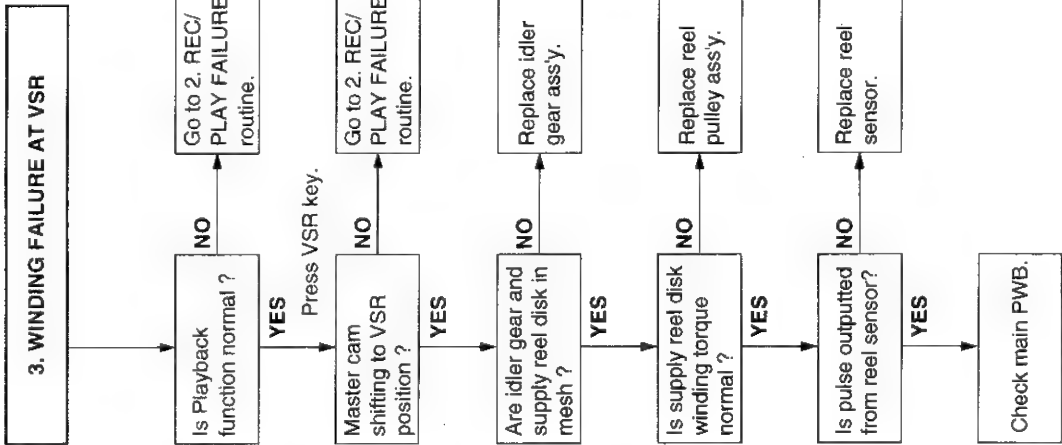 3. WINDING FAILURE AT VSR
Is Playback
function normal ?
NO
Go to 2. REC/
PLAY FAILURE
routine.
YES
Press VSR key.
Master cam
shifting to VSR
position ?
NO
Go to 2. REC/
PLAY FAILURE
routine.
YES
Are idler gear and
supply reel disk in
mesh ?
NO
Replace idler
gear ass'y.
YES
Is supply reel disk
winding torque
normal ?
NO
Replace reel
pulley ass'y.
YES
Is pulse outputted
from reel sensor?
NO
Replace reel
sensor.
YES
Check main PWB.